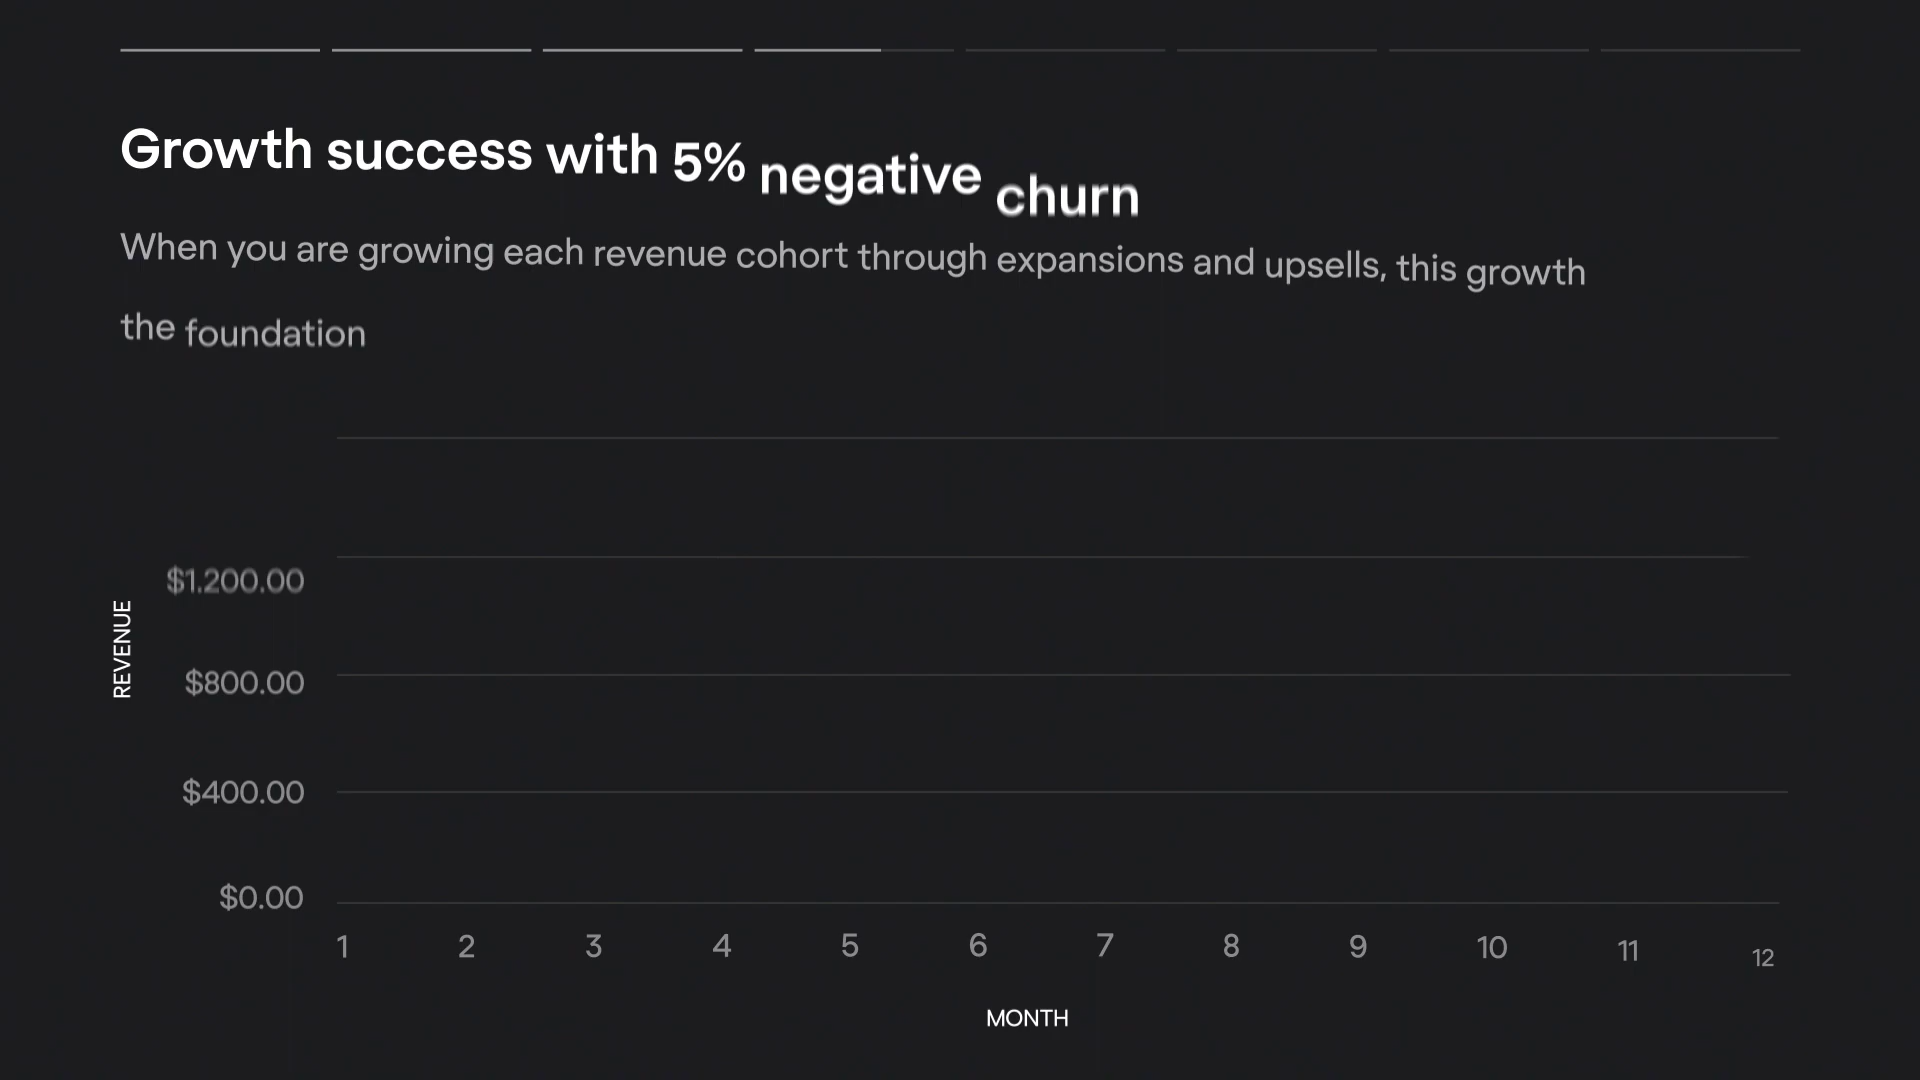 Growth success with 5% negative churn
When you are growing each revenue cohort through expansions and upsells, this growth
the foundation
$1.200.00
$800.00
$400.00
$0.00
REVENUE
1 2 3 4 5 6 7 8 9 10 11 12
MONTH